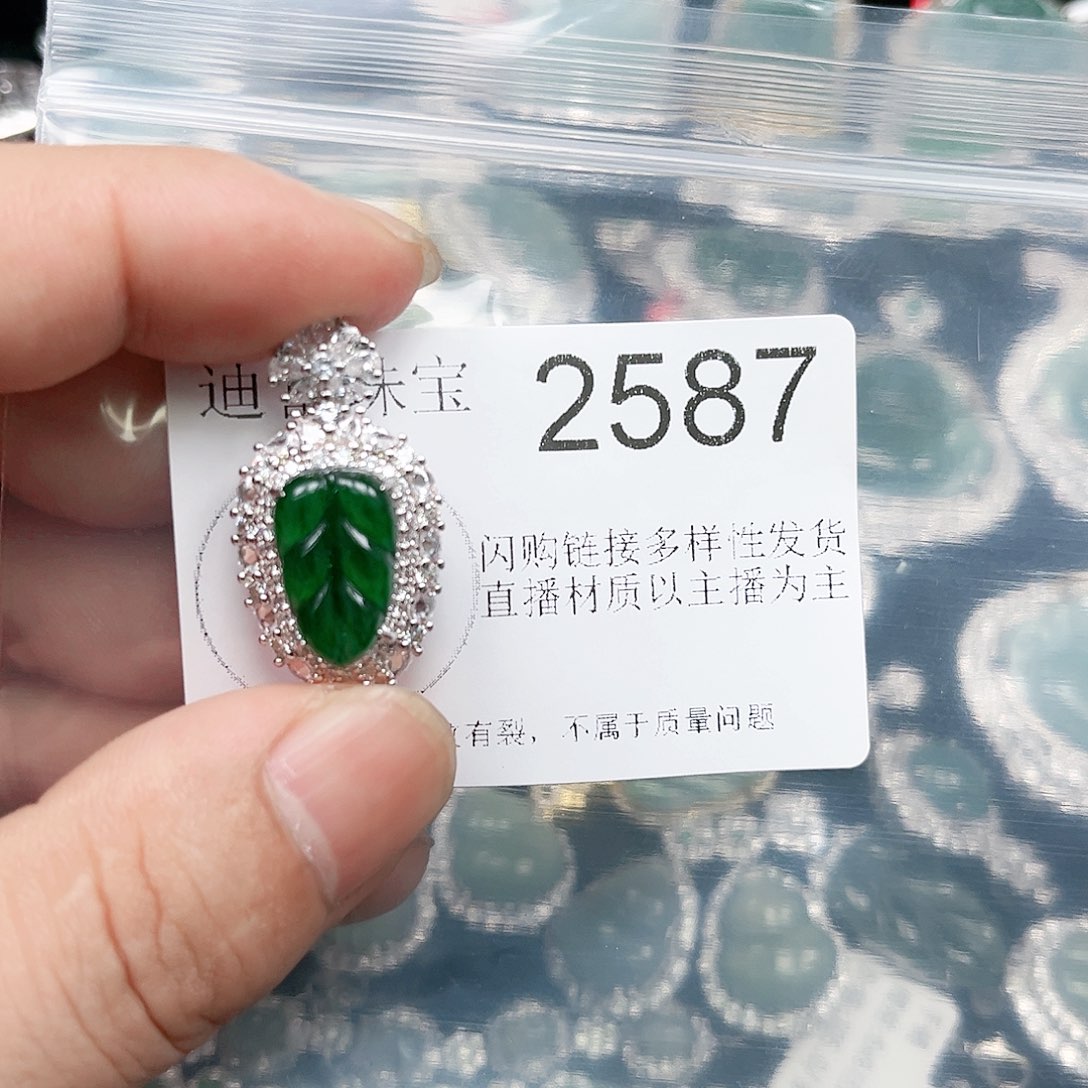 迪 珠宝
2587
闪购链接多样性发货
直播材质以主播为主
有裂，不属于质量问题